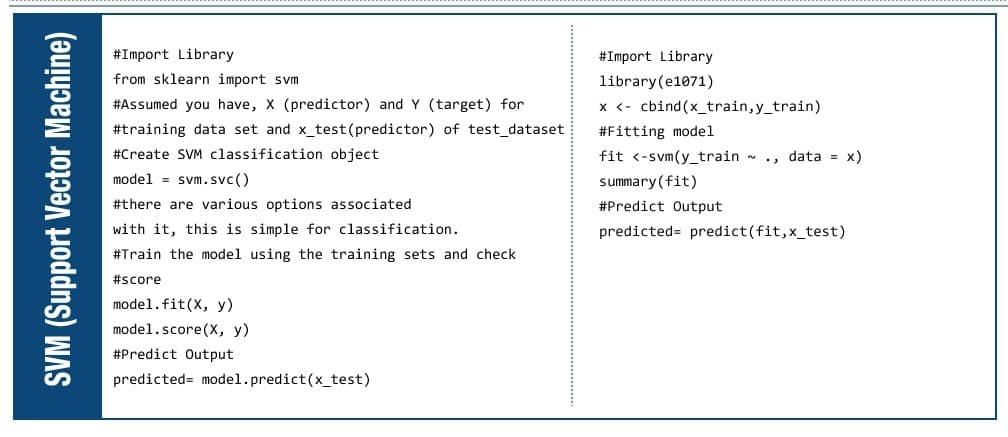 SVM (Support Vector Machine)
#Import Library
from sklearn import svm
#Assumed you have, X (predictor) and Y (target) for
#training data set and x_test(predictor) of test_dataset
#Create SVM classification object
model = svm.svc()
#there are various options associated
with it, this is simple for classification.
#Train the model using the training sets and check
#score
model.fit(X, y)
model.score(X, y)
#Predict Output
predicted= model.predict(x_test)
#Import Library
library(e1071)
x <- cbind(x_train,y_train)
#Fitting model
fit <-svm(y_train ~ ., data = x)
summary(fit)
#Predict Output
predicted= predict(fit,x_test)